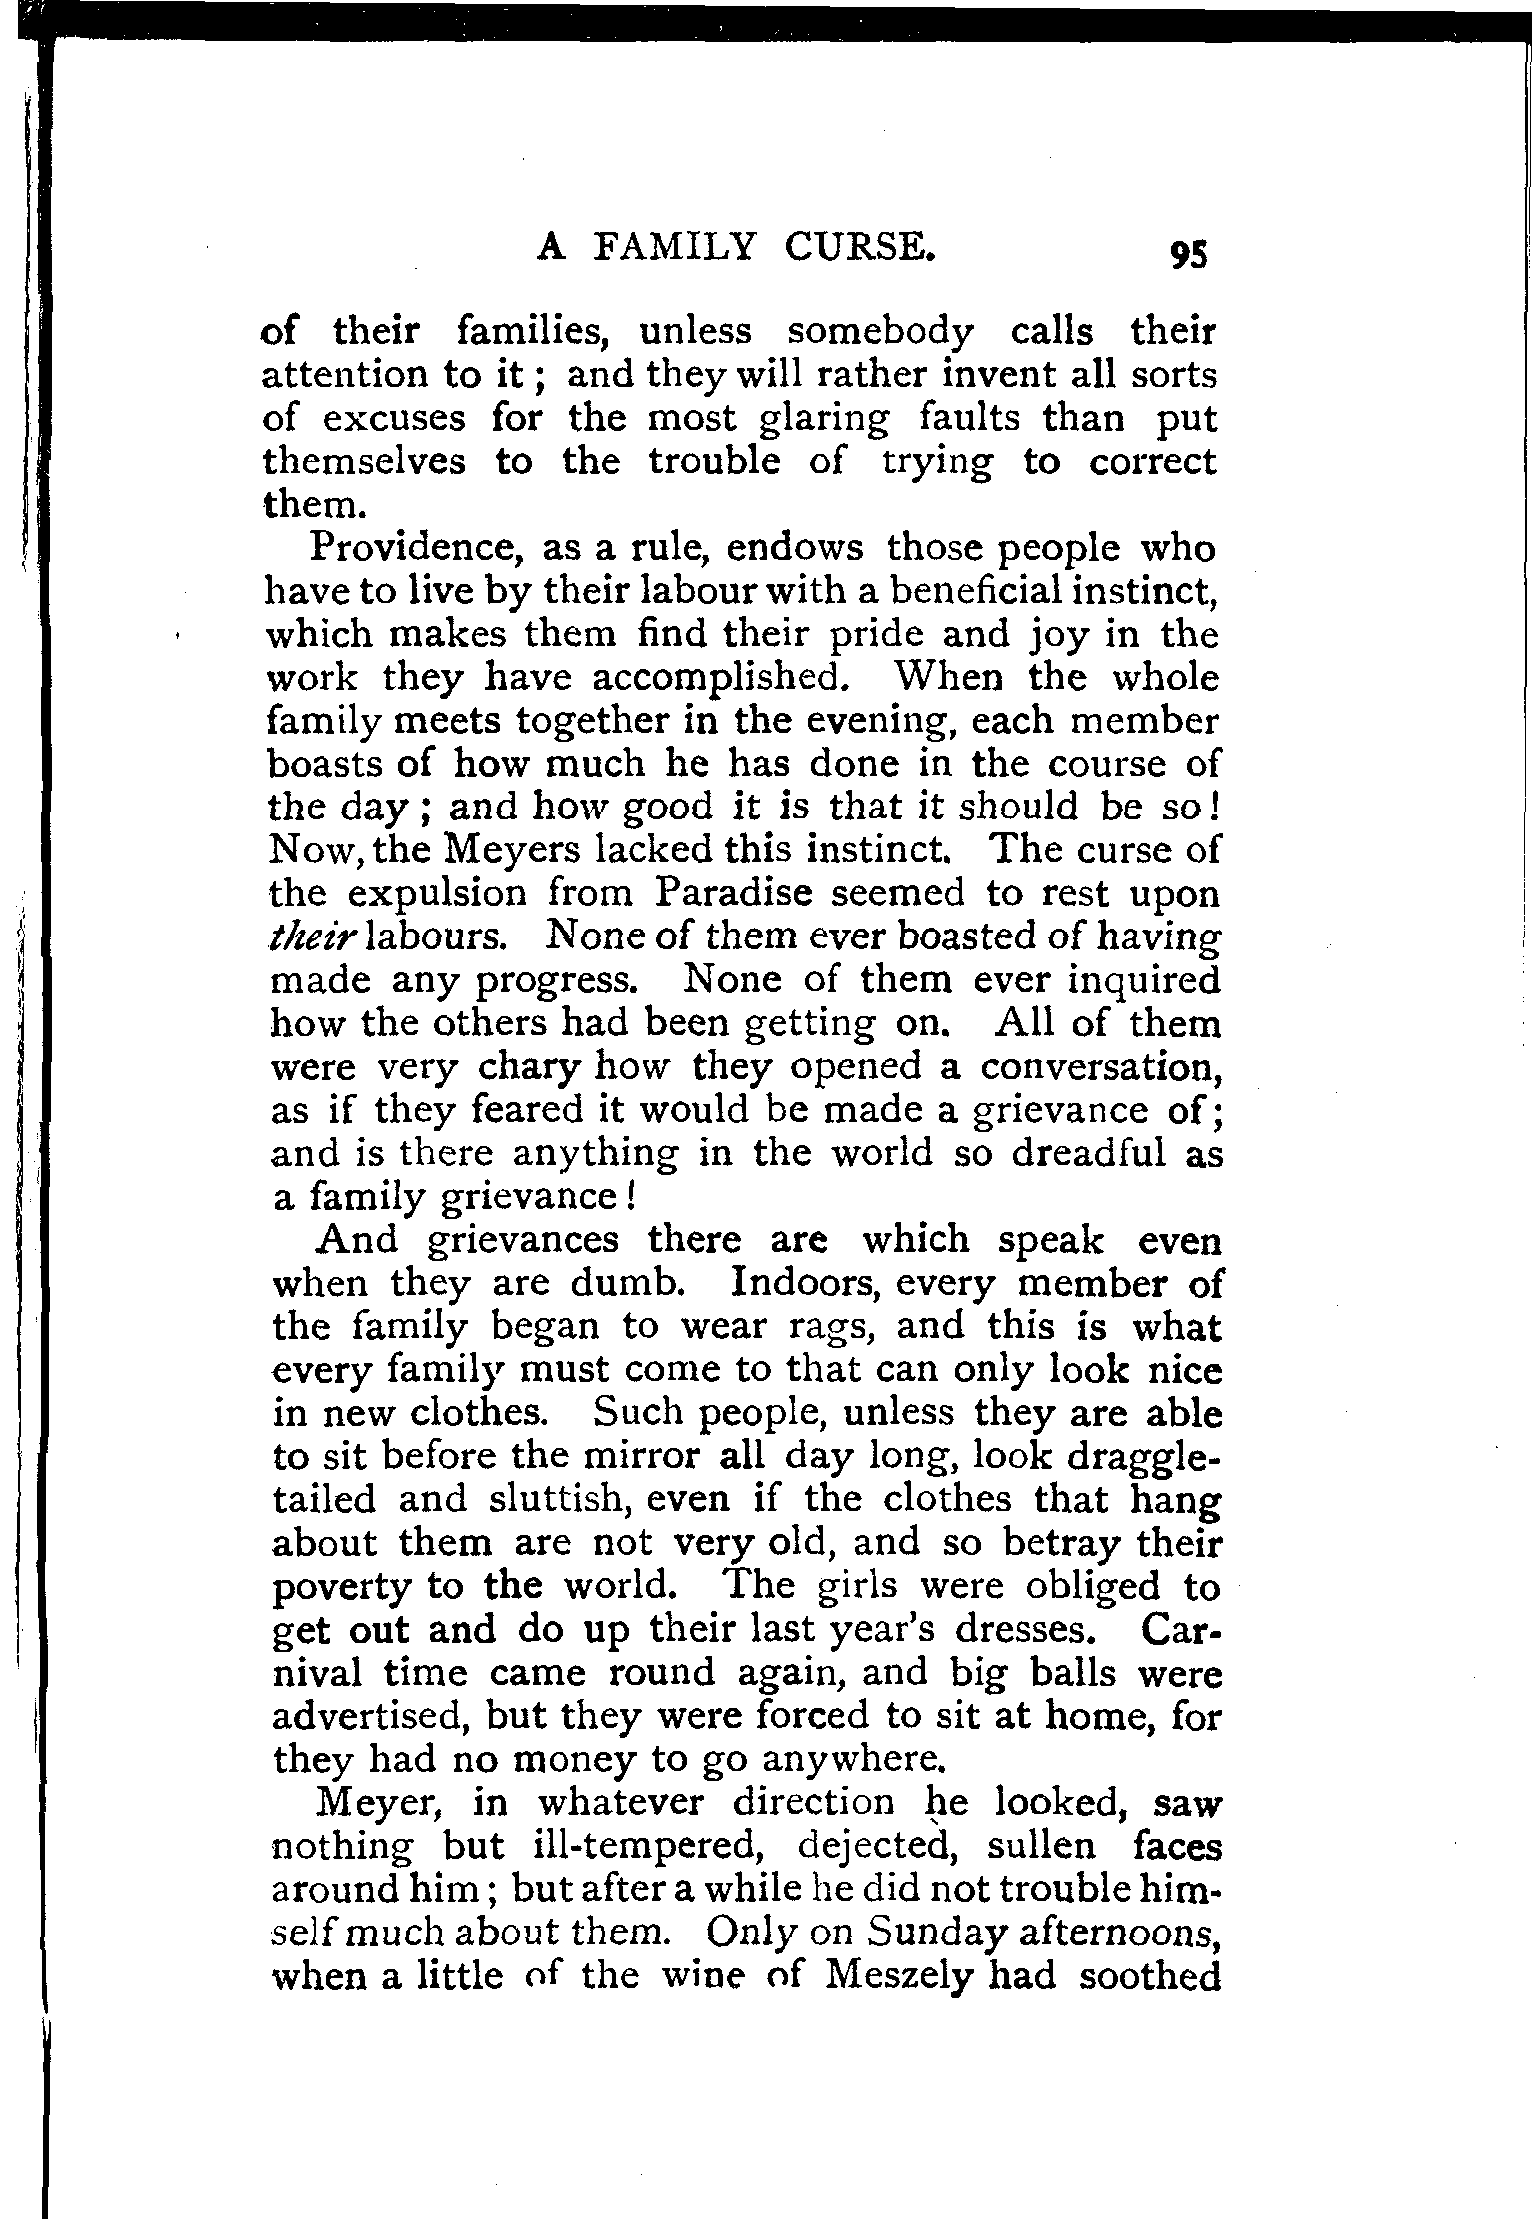 A FAMILY CURSE. 95
of their families, unless somebody calls their
attention to it ; and they will rather invent all sorts
of excuses for the most glaring faults than put
themselves to the trouble of trying to correct
them.
Providence, as a rule, endows those people who
have to live by their labour with a beneficial instinct,
which makes them find their pride and joy in the
work they have accomplished. When the whole
family meets together in the evening, each member
boasts of how much he has done in the course of
the day ; and how good it is that it should be so!
Now, the Meyers lacked this instinct. The curse of
the expulsion from Paradise seemed to rest upon
their labours. None of them ever boasted of having
made any progress. None of them ever inquired
how the others had been getting on. All of them
were very chary how they opened a conversation,
as if they feared it would be made a grievance of;
and is there anything in the world so dreadful as
a family grievance !
And grievances there are which speak even
when they are dumb. Indoors, every member of
the family began to wear rags, and this is what
every family must come to that can only look nice
in new clothes. Such people, unless they are able
to sit before the mirror all day long, look draggle-
tailed and sluttish, even if the clothes that hang
about them are not very old, and so betray their
poverty to the world. The girls were obliged to
get out and do up their last year's dresses. Car-
nival time came round again, and big balls were
advertised, but they were forced to sit at home, for
they had no money to go anywhere.
Meyer, in whatever direction he looked, saw
nothing but ill-tempered, dejected, sullen faces
around him ; but after a while he did not trouble him-
self much about them. Only on Sunday afternoons,
when a little of the wine of Meszely had soothed